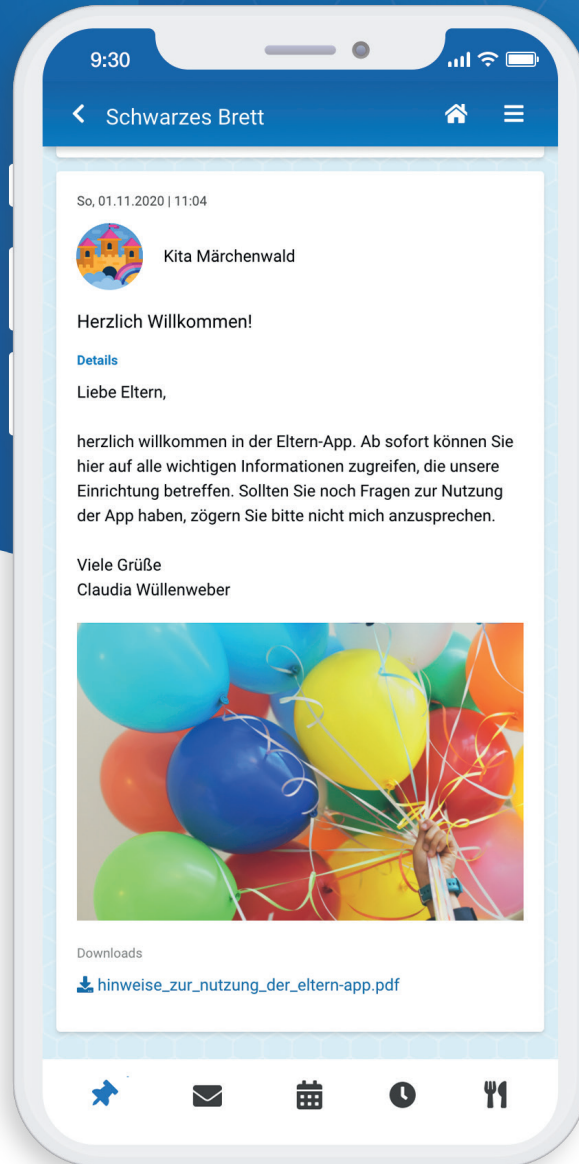 9:30
Schwarzes Brett
So, 01.11.2020 | 11:04
Kita Märchenwald
Herzlich Willkommen!
Details
Liebe Eltern,
herzlich willkommen in der Eltern-App. Ab sofort können Sie
hier auf alle wichtigen Informationen zugreifen, die unsere
Einrichtung betreffen. Sollten Sie noch Fragen zur Nutzung
der App haben, zögern Sie bitte nicht mich anzusprechen.
Viele Grüße
Claudia Wüllenweber
Downloads
hinweise_zur_nutzung_der_eltern-app.pdf